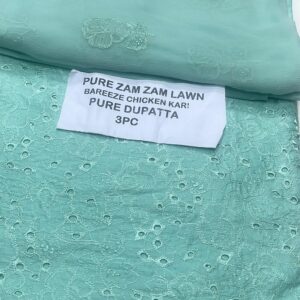 PURE ZAM ZAM LAWN
BAREEZE CHICKEN KARI
PURE DUPATTA
3PC